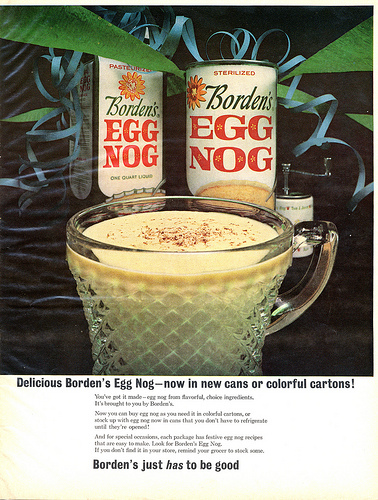 PASTEURIZED
STERILIZED
Borden's
EGG
NOG
ONE QUART LIQUID
Borden's
EGG
NOG
Delicious Borden's Egg Nog—now in new cans or colorful cartons!
You've got it made—egg nog from flavorful, choice ingredients.
It's brought to you by Borden's.
Now you can buy egg nog as you need it in colorful cartons, or
stock up with egg nog now in cans that you don't have to refrigerate
until they're opened!
And for special occasions, each package has festive egg nog recipes
that are easy to make. Look for Borden's Egg Nog.
If you don't find it in your store, remind your grocer to stock some.
Borden's just has to be good